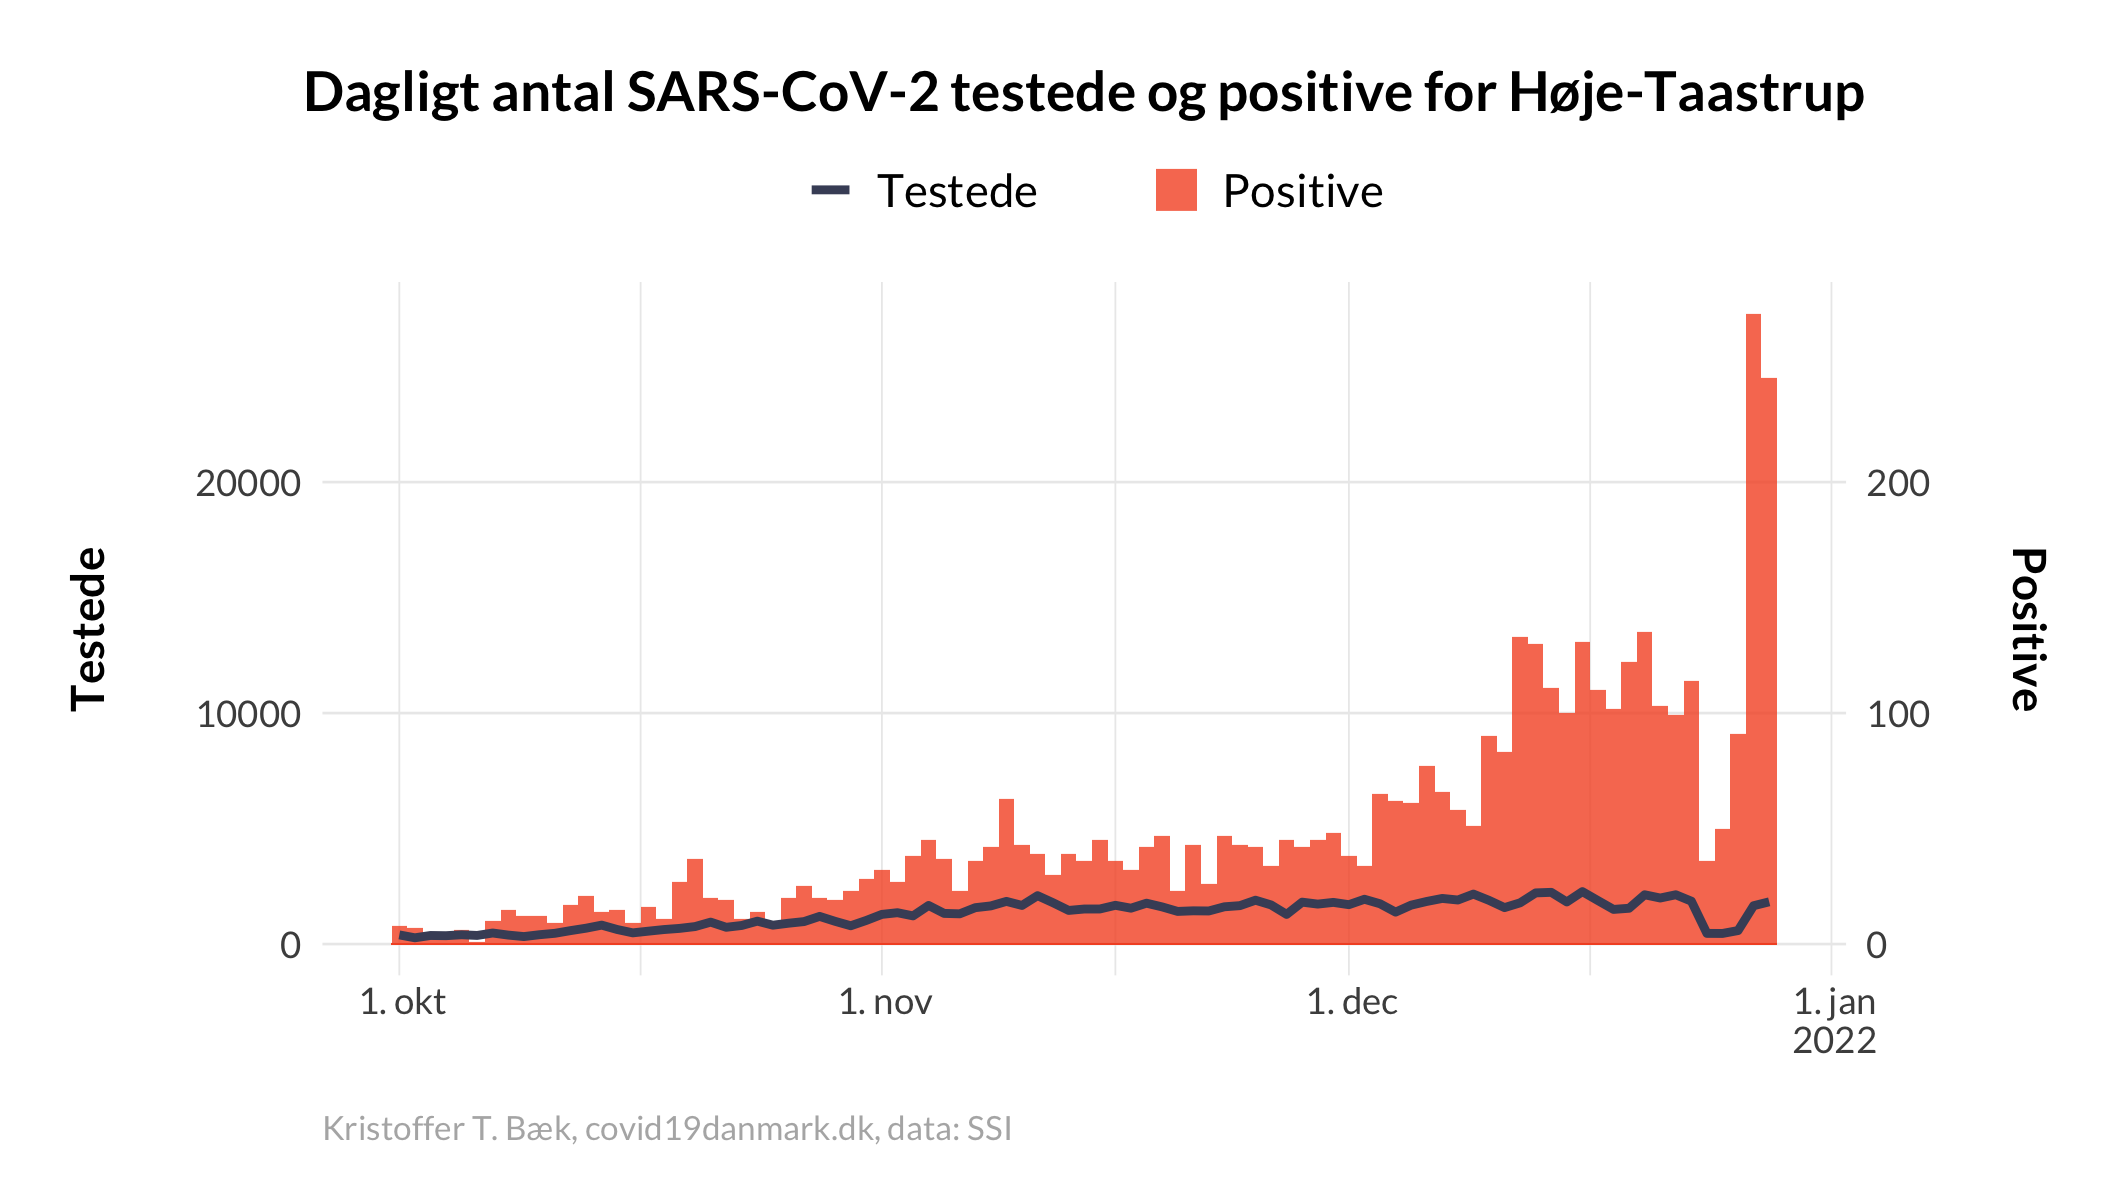 Dagligt antal SARS-CoV-2 testede og positive for Høje-Taastrup
Testede
Positive
20000
10000
0
Testede
200
100
0
Positive
1. okt
1. nov
1. dec
1. jan
2022
Kristoffer T. Bæk, covid19danmark.dk, data: SSI